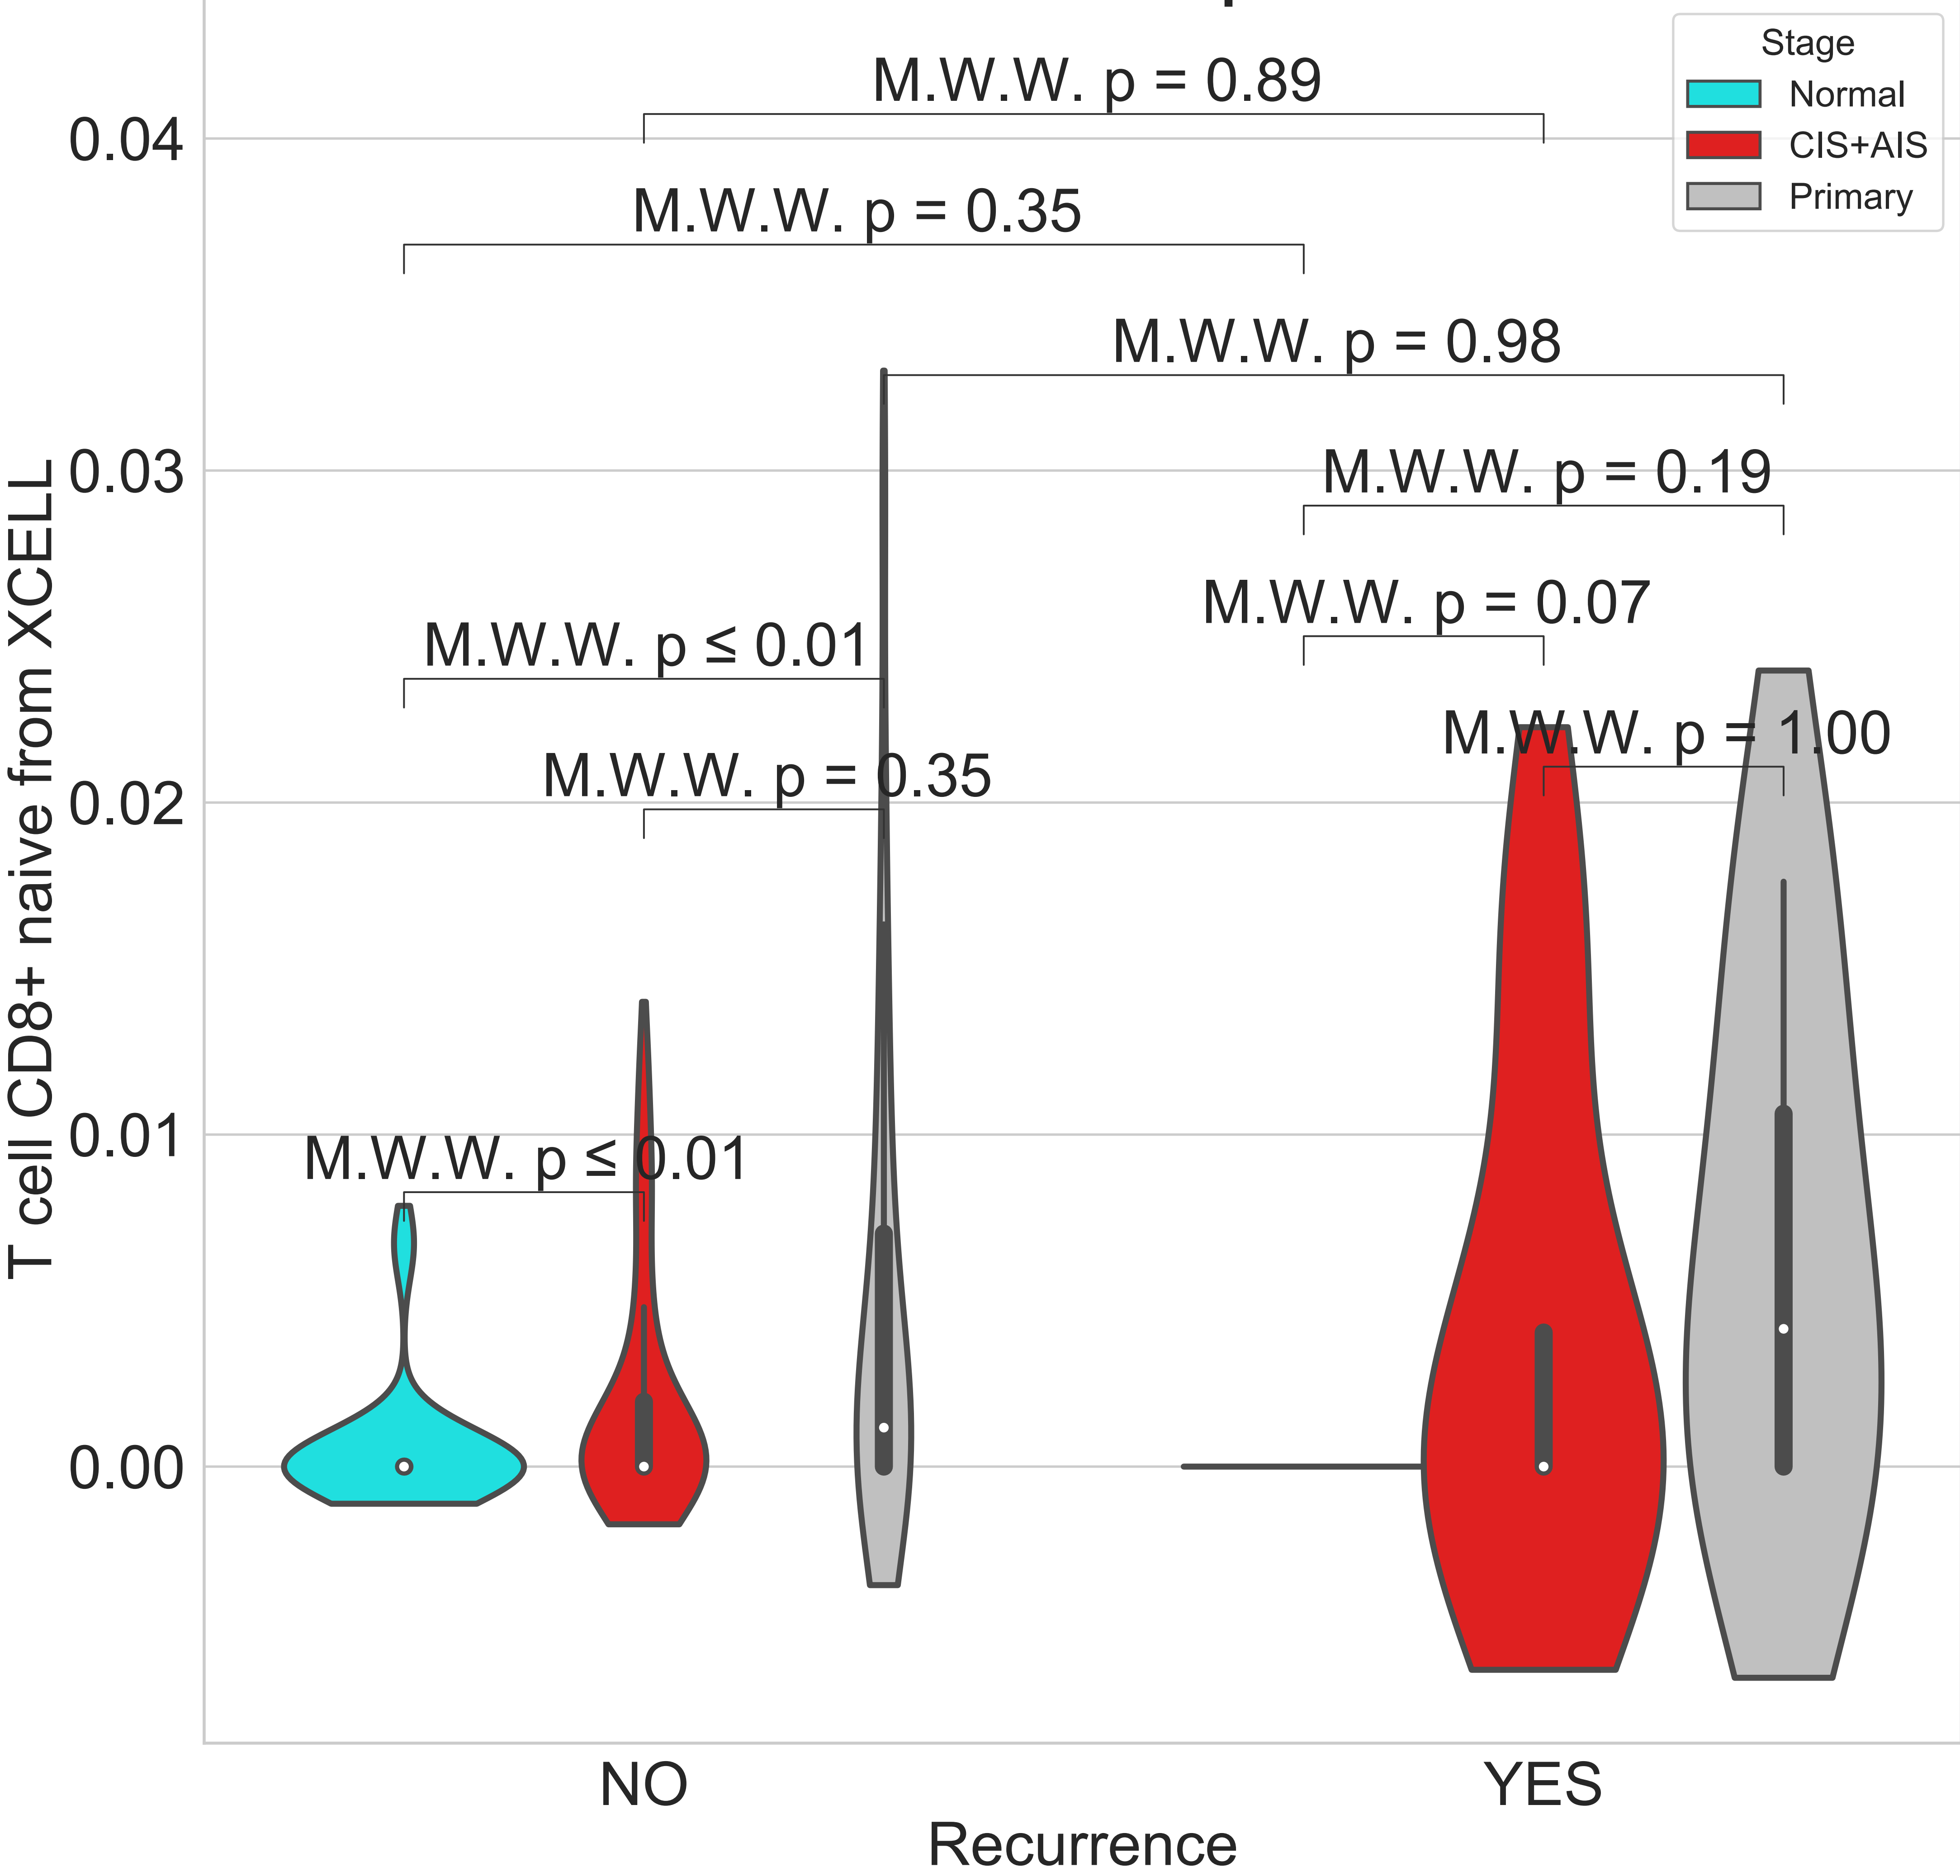 Stage
Normal
CIS+AIS
Primary
M.W.W. p = 0.89
M.W.W. p = 0.35
M.W.W. p = 0.98
M.W.W. p = 0.19
M.W.W. p = 0.07
M.W.W. p ≤ 0.01
M.W.W. p = 1.00
M.W.W. p = 0.35
M.W.W. p ≤ 0.01
0.04
0.03
0.02
0.01
0.00
T cell CD8+ naive from XCELL
NO
YES
Recurrence